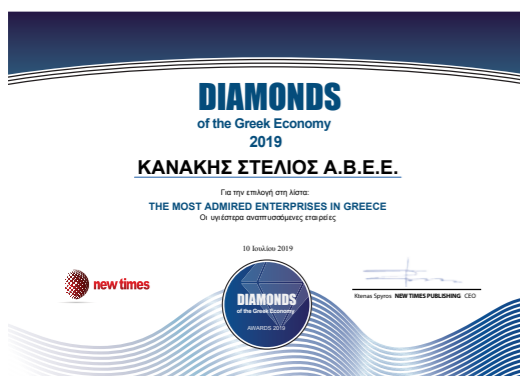 DIAMONDS
of the Greek Economy
2019
ΚΑΝΑΚΗΣ ΣΤΕΛΙΟΣ Α.Β.Ε.Ε.
Για την επιλογή στη λίστα:
THE MOST ADMIRED ENTERPRISES IN GREECE
Οι υγιέστερα αναπτυσσόμενες εταιρείες
10 Ιουλίου 2019
new times
DIAMONDS
of the Greek Economy
AWARDS 2019
Ktenas Spyros NEW TIMES PUBLISHING CEO